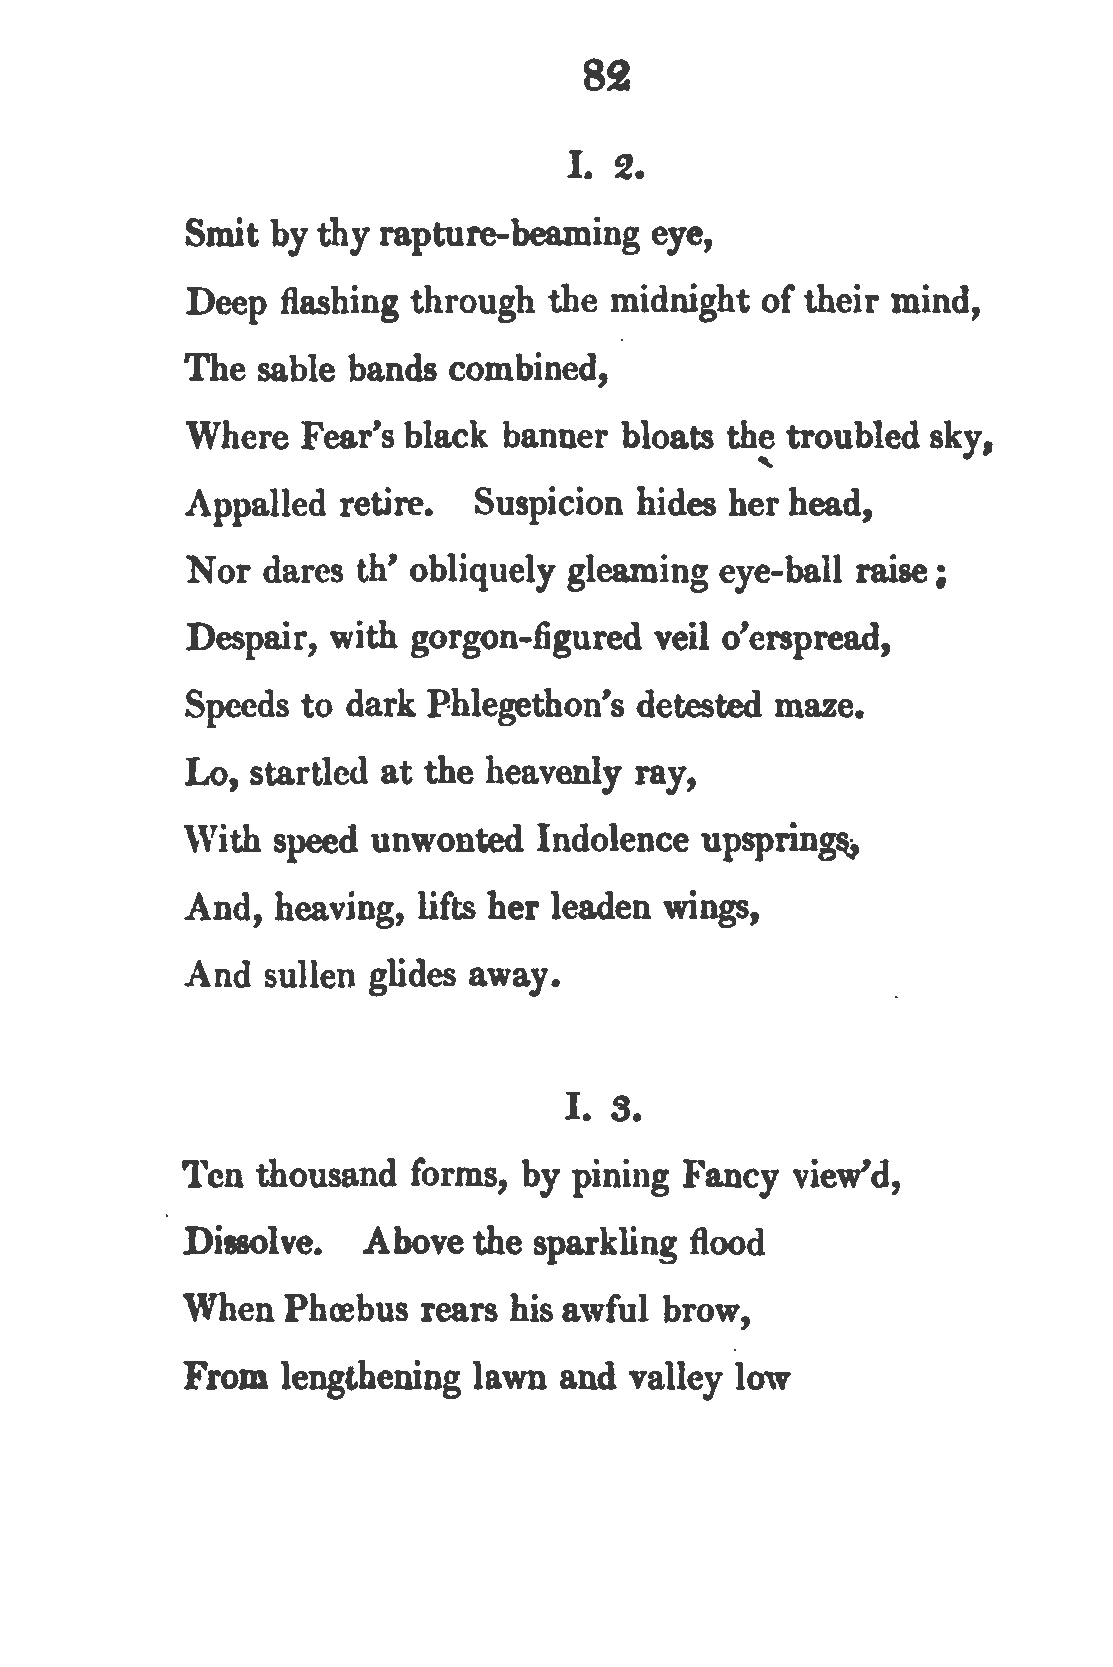 82
I. 2.
Smit by thy rapture-beaming eye,
Deep flashing through the midnight of their mind,
The sable bands combined,
Where Fear's black banner bloats the troubled sky,
Appalled retire. Suspicion hides her head,
Nor dares th' obliquely gleaming eye-ball raise;
Despair, with gorgon-figured veil o'erspread,
Speeds to dark Phlegethon's detested maze.
Lo, startled at the heavenly ray,
With speed unwonted Indolence upsprings,
And, heaving, lifts her leaden wings,
And sullen glides away.
I. 3.
Ten thousand forms, by pining Fancy view'd,
Dissolve. Above the sparkling flood
When Phœbus rears his awful brow,
From lengthening lawn and valley low